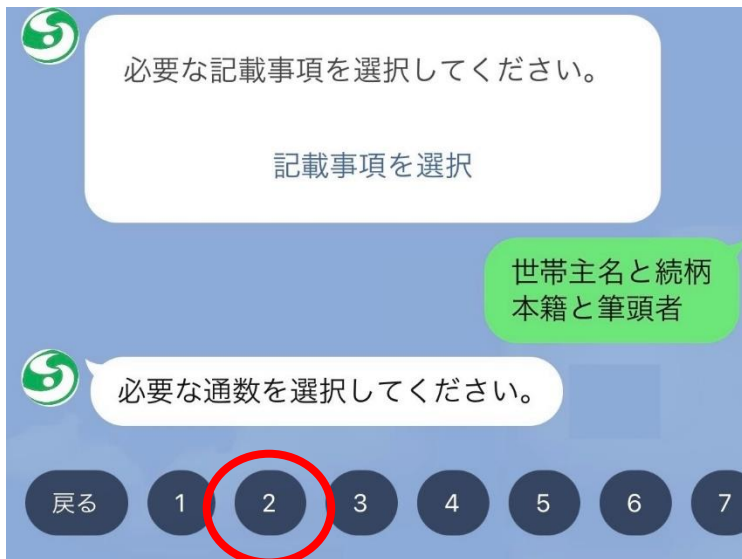 必要な記載事項を選択してください。
記載事項を選択
世帯主名と続柄
本籍と筆頭者
必要な通数を選択してください。
戻る 1 2 3 4 5 6 7